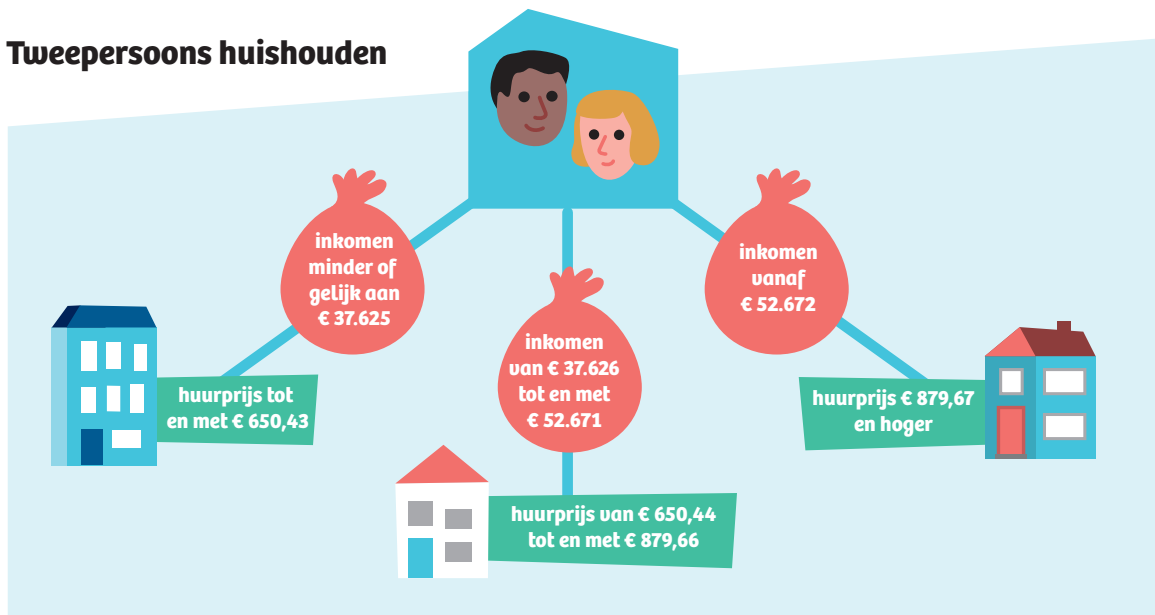 Tweepersoons huishouden
inkomen
minder of
gelijk aan
€ 37.625
huurprijs tot
en met € 650,43
inkomen
van € 37.626
tot en met
€ 52.671
huurprijs van € 650,44
tot en met € 879,66
inkomen
vanaf
€ 52.672
huurprijs € 879,67
en hoger